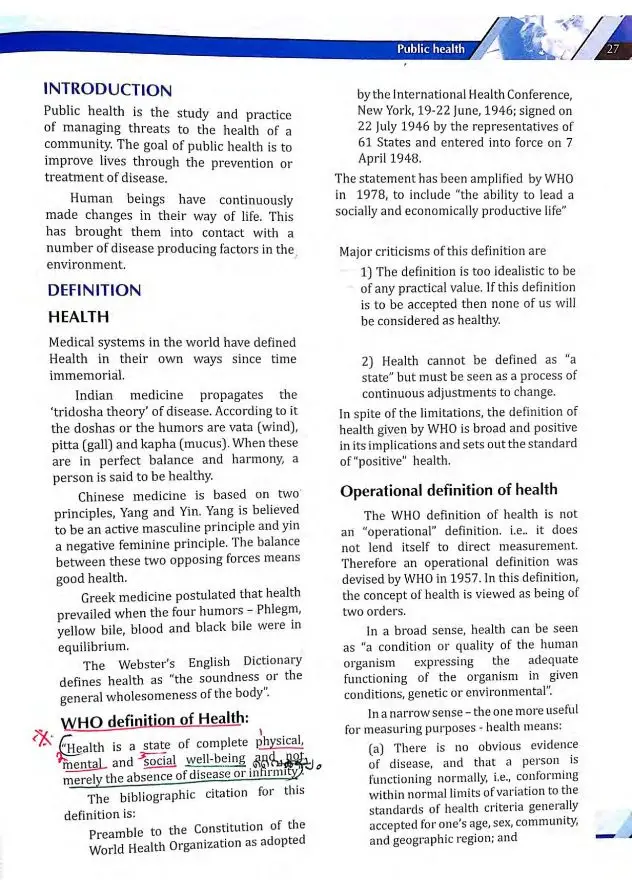 Public health
27
INTRODUCTION
Public health is the study and practice
of managing threats to the health of a
community. The goal of public health is to
improve lives through the prevention or
treatment of disease.
Human beings have continuously
made changes in their way of life. This
has brought them into contact with a
number of disease producing factors in the
environment.
DEFINITION
HEALTH
Medical systems in the world have defined
Health in their own ways since time
immemorial.
Indian medicine propagates the
‘tridosha theory’ of disease. According to it
the doshas or the humors are vata (wind),
pitta (gall) and kapha (mucus). When these
are in perfect balance and harmony, a
person is said to be healthy.
Chinese medicine is based on two
principles, Yang and Yin. Yang is believed
to be an active masculine principle and yin
a negative feminine principle. The balance
between these two opposing forces means
good health.
Greek medicine postulated that health
prevailed when the four humors – Phlegm,
yellow bile, blood and black bile were in
equilibrium.
The Webster's English Dictionary
defines health as "the soundness or the
general wholesomeness of the body".
WHO definition of Health:
"Health is a state of complete physical,
mental and social well-being and not
merely the absence of disease or infirmity".
The bibliographic citation for this
definition is:
Preamble to the Constitution of the
World Health Organization as adopted
by the International Health Conference,
New York, 19-22 June, 1946; signed on
22 July 1946 by the representatives of
61 States and entered into force on 7
April 1948.
The statement has been amplified by WHO
in 1978, to include "the ability to lead a
socially and economically productive life"
Major criticisms of this definition are
1) The definition is too idealistic to be
of any practical value. If this definition
is to be accepted then none of us will
be considered as healthy.
2) Health cannot be defined as "a
state" but must be seen as a process of
continuous adjustments to change.
In spite of the limitations, the definition of
health given by WHO is broad and positive
in its implications and sets out the standard
of "positive" health.
Operational definition of health
The WHO definition of health is not
an "operational" definition. i.e.. it does
not lend itself to direct measurement.
Therefore an operational definition was
devised by WHO in 1957. In this definition,
the concept of health is viewed as being of
two orders.
In a broad sense, health can be seen
as "a condition or quality of the human
organism expressing the adequate
functioning of the organism in given
conditions, genetic or environmental".
In a narrow sense – the one more useful
for measuring purposes - health means:
(a) There is no obvious evidence
of disease, and that a person is
functioning normally, i.e., conforming
within normal limits of variation to the
standards of health criteria generally
accepted for one's age, sex, community,
and geographic region; and